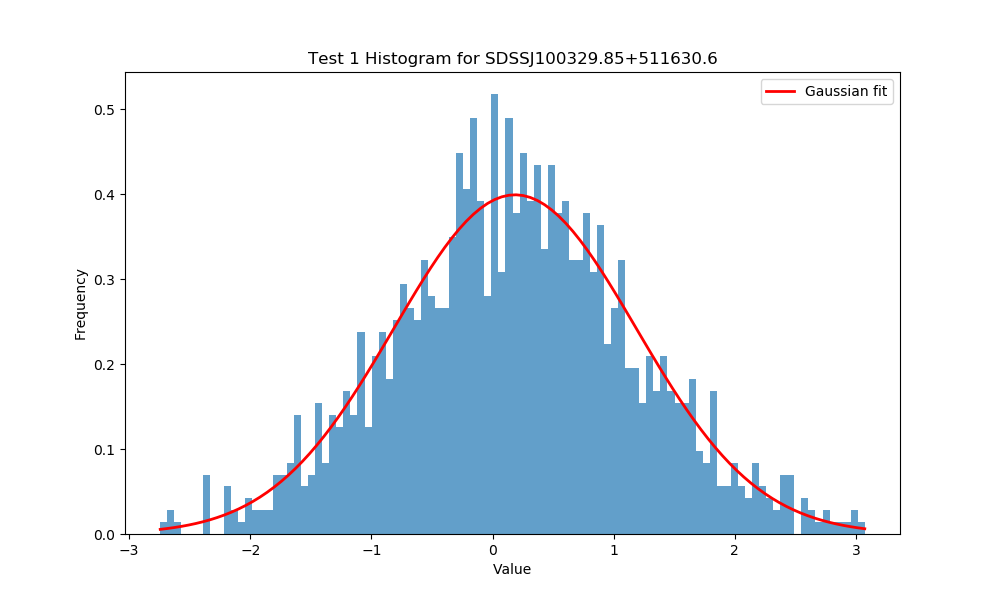 Test 1 Histogram for SDSSJ100329.85+511630.6
Gaussian fit
Frequency
0.5
0.4
0.3
0.2
0.1
0.0
−3 −2 −1 0 1 2 3
Value